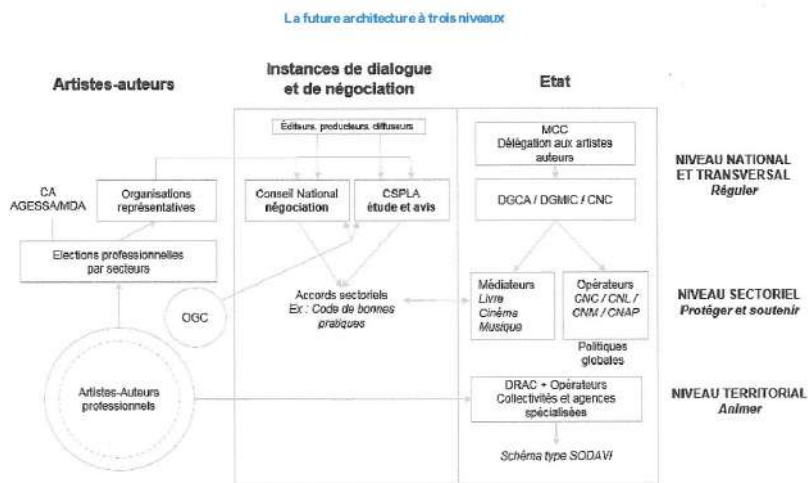 La future architecture à trois niveaux
Artistes-auteurs
Instances de dialogue
et de négociation
Etat
Éditeurs, producteurs, diffuseurs
MCC
Délégation aux artistes
auteurs
NIVEAU NATIONAL
ET TRANSVERSAL
Réguler
CA
AGESSA/MDA
Organisations
représentatives
Conseil National
négociation
CSPLA
étude et avis
DGCA / DGMIC / CNC
Elections professionnelles
par secteurs
OGC
Accords sectoriels
Ex : Code de bonnes
pratiques
Médiateurs
Livre
Cinéma
Musique
Opérateurs
CNC / CNL /
CNM / CNAP
Politiques
globales
NIVEAU SECTORIEL
Protéger et soutenir
Artistes-Auteurs
professionnels
DRAC + Opérateurs
Collectivités et agences
spécialisées
NIVEAU TERRITORIAL
Animer
Schéma type SODAVI